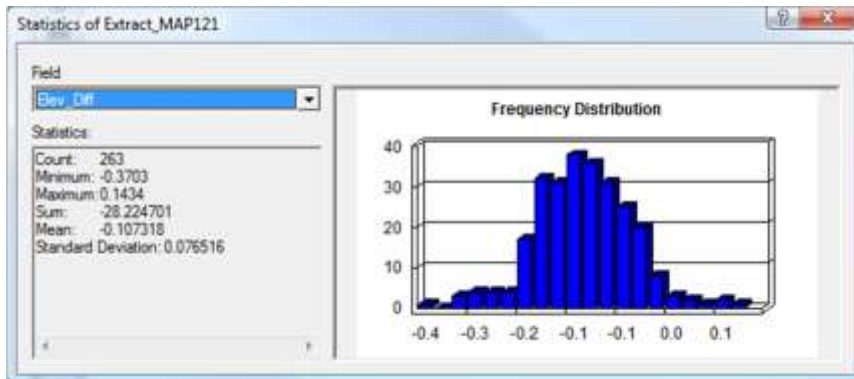 Statistics of Extract_MAP121
Field
Elev_Diff
Statistics:
Count: 263
Minimum: -0.3703
Maximum: 0.1434
Sum: -28.224701
Mean: -0.107318
Standard Deviation: 0.076516
Frequency Distribution
40
30
20
10
0
-0.4 -0.3 -0.2 -0.1 -0.1 0.0 0.1